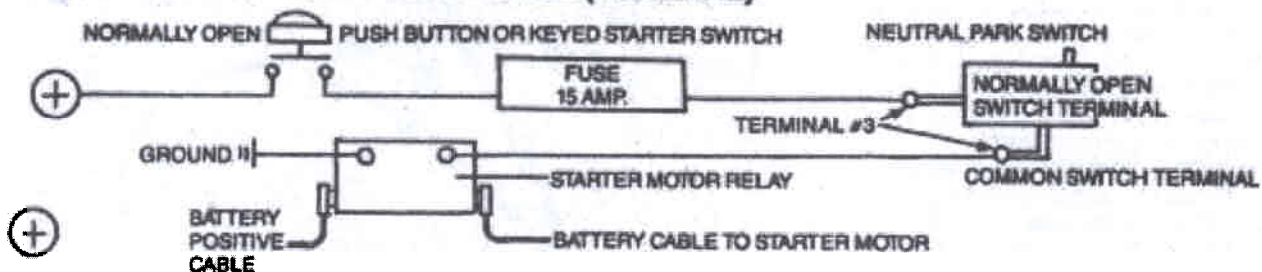 NORMALLY OPEN
PUSH BUTTON OR KEYED STARTER SWITCH
NEUTRAL PARK SWITCH
+
FUSE
15 AMP.
NORMALLY OPEN
SWITCH TERMINAL
TERMINAL #3
GROUND
STARTER MOTOR RELAY
COMMON SWITCH TERMINAL
+
BATTERY
POSITIVE
CABLE
BATTERY CABLE TO STARTER MOTOR